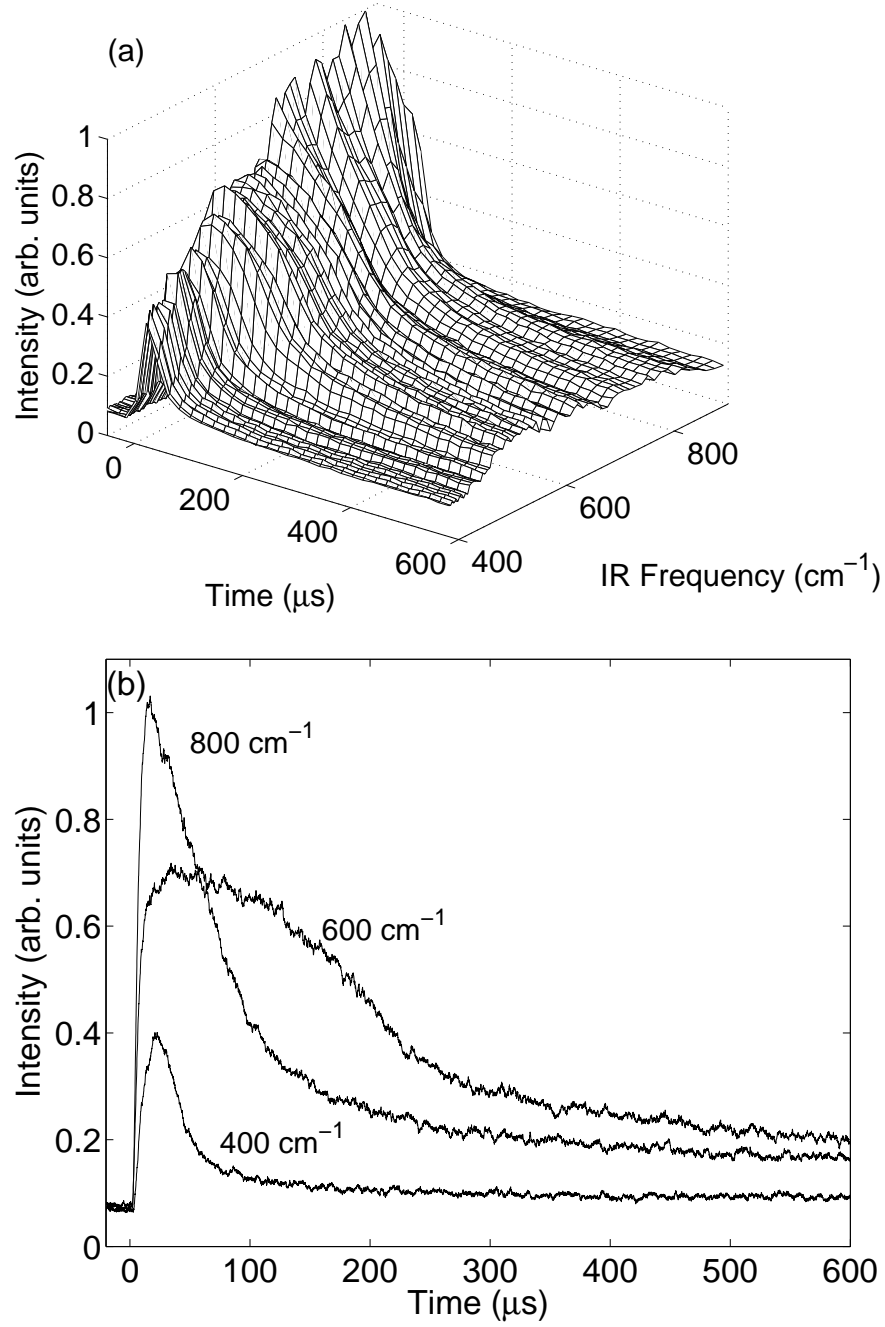 (a)
Intensity (arb. units)
1
0.8
0.6
0.4
0.2
0
0
200
400
600
Time (μs)
400
600
800
IR Frequency (cm⁻¹)
(b)
Intensity (arb. units)
1
0.8
0.6
0.4
0.2
0
800 cm⁻¹
600 cm⁻¹
400 cm⁻¹
0 100 200 300 400 500 600
Time (μs)